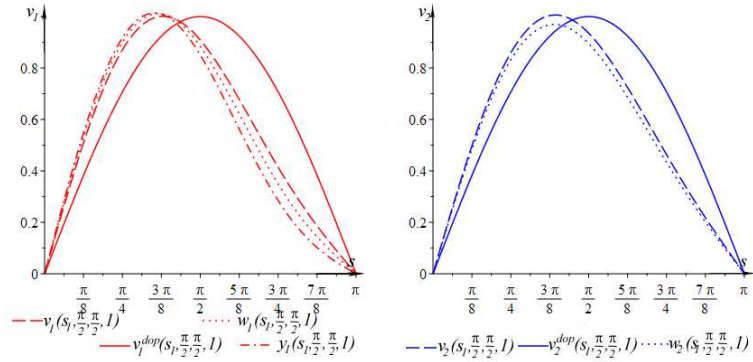 v₁ v₂
1 1
0.8 0.8
0.6 0.6
0.4 0.4
0.2 0.2
0 0
s s
π/8 π/4 3π/8 π/2 5π/8 3π/4 7π/8 π π/8 π/4 3π/8 π/2 5π/8 3π/4 7π/8 π
v₁(s₁,π/2,π/2,1) w₁(s₁,π/2,π/2,1)
v₁ᵈᵒᵖ(s₁,π/2,π/2,1) y₁(s₁,π/2,π/2,1)
v₂(s₁,π/2,π/2,1) v₂ᵈᵒᵖ(s₁,π/2,π/2,1) w₂(s₁,π/2,π/2,1)